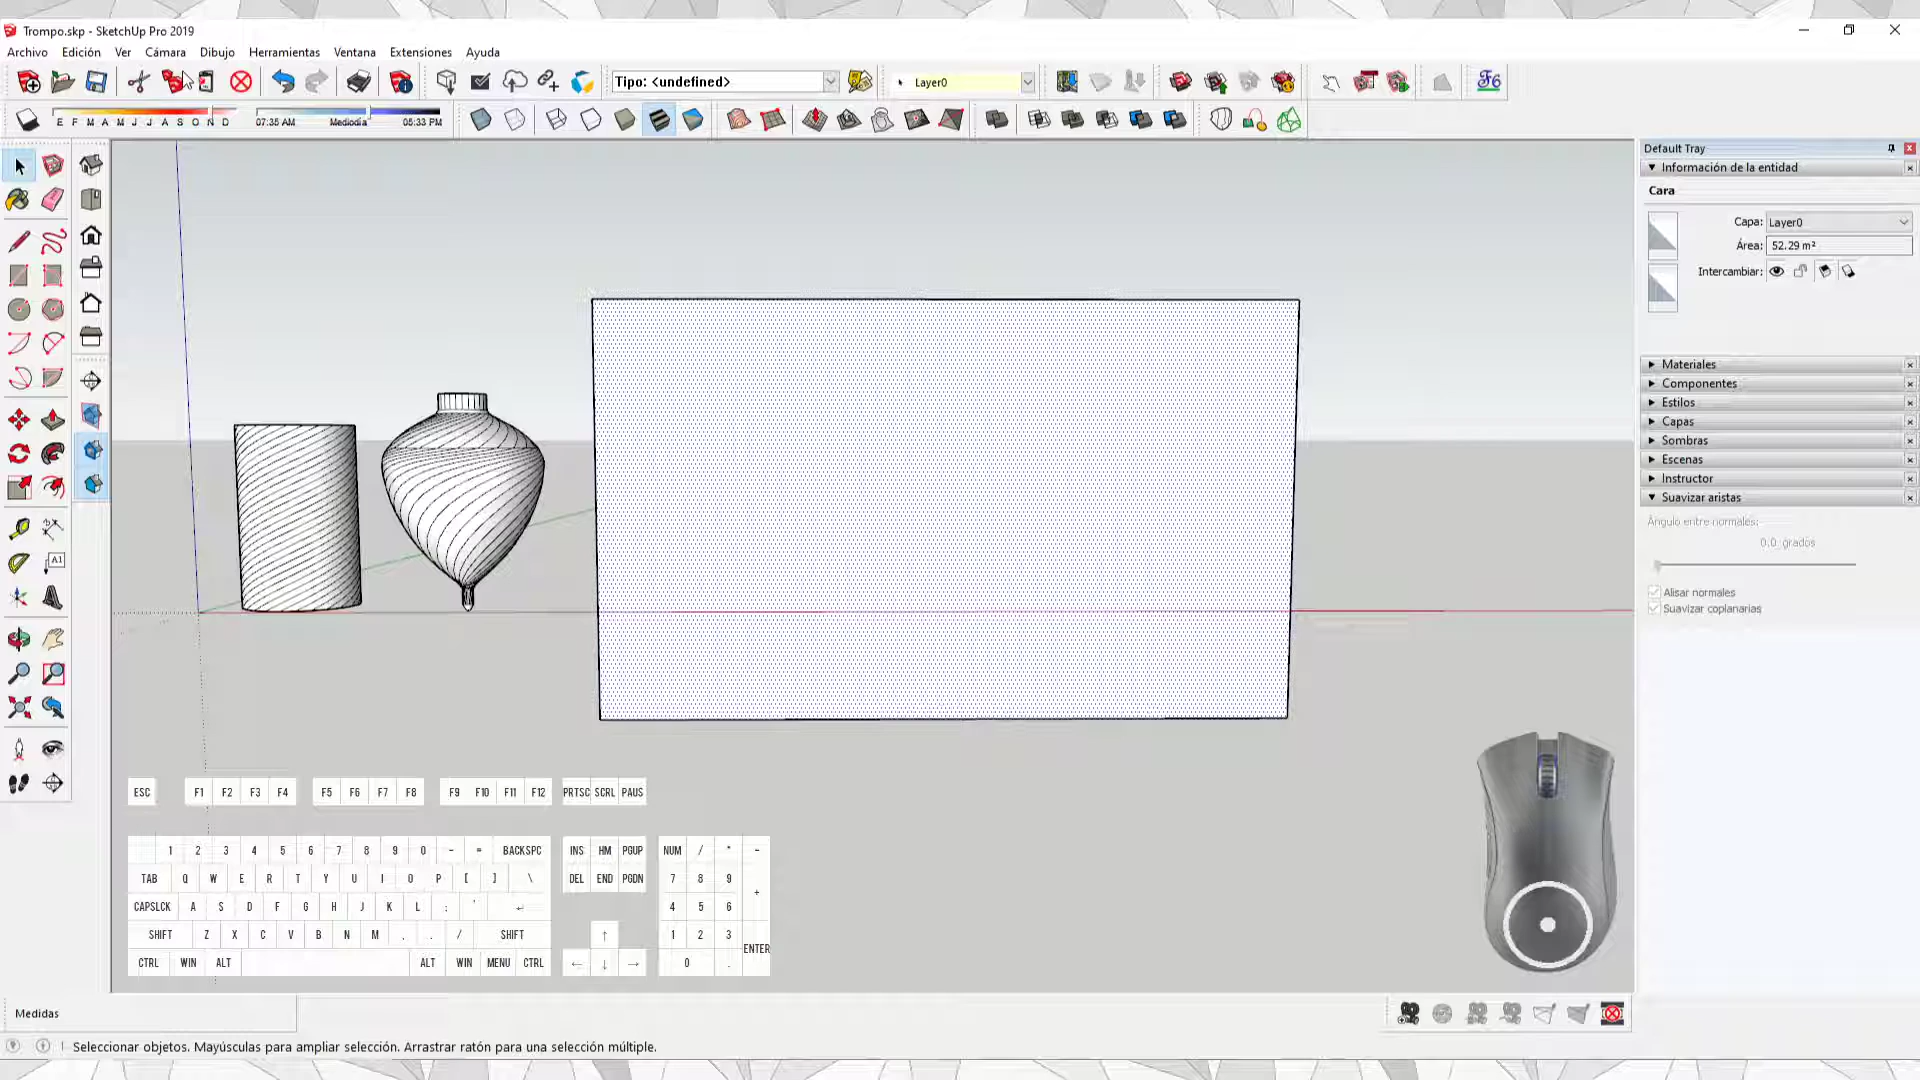 Trompo.skp - SketchUp Pro 2019
Archivo Edición Ver Cámara Dibujo Herramientas Ventana Extensiones Ayuda
Tipo: <undefined>
Layer0
E F M A M J J A S O N D
07:35 AM Mediodía 05:33 PM
Default Tray
Información de la entidad
Cara
Capa: Layer0
Área: 52.29 m²
Intercambiar:
Materiales
Componentes
Estilos
Capas
Sombras
Escenas
Instructor
Suavizar aristas
Ángulo entre normales:
0.0 grados
Alisar normales
Suavizar coplanarias
A1
ESC F1 F2 F3 F4 F5 F6 F7 F8 F9 F10 F11 F12 PRTSC SCRL PAUS
1 2 3 4 5 6 7 8 9 0 - = BACKSPC INS HM PGUP NUM / * -
TAB Q W E R T Y U I O P [ ] \ DEL END PGDN 7 8 9 +
CAPSLCK A S D F G H J K L ; ' ↵ 4 5 6
SHIFT Z X C V B N M , . / SHIFT ↑ 1 2 3 ENTER
CTRL WIN ALT ALT WIN MENU CTRL ← ↓ → 0 .
Medidas
Seleccionar objetos. Mayúsculas para ampliar selección. Arrastrar ratón para una selección múltiple.